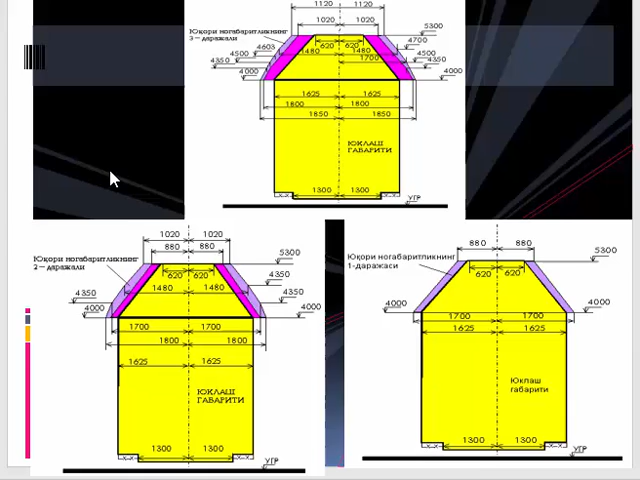 1120 1120
1020 1020
5300
Юқори ногабаритликнинг
3—даражали
4700
4603
620 620
4500
1480 1480
4500
4350
1700
4350
4000
4000
1625 1625
1800 1800
1850 1850
ЮКЛАШ
ГАБАРИТИ
1300 1300
УГР
1020 1020
880 880
5300
Юқори ногабаритликнинг
2—даражали
620 620
4350
1480 1480
4350
4350
4000
4000
1700 1700
1800 1800
1625 1625
ЮКЛАШ
ГАБАРИТИ
1300 1300
УГР
880 880
5300
Юқори ногабаритликнинг
1-даражаси
620 620
4000
4000
1700 1700
1625 1625
Юклаш
габарити
1300 1300
УГР